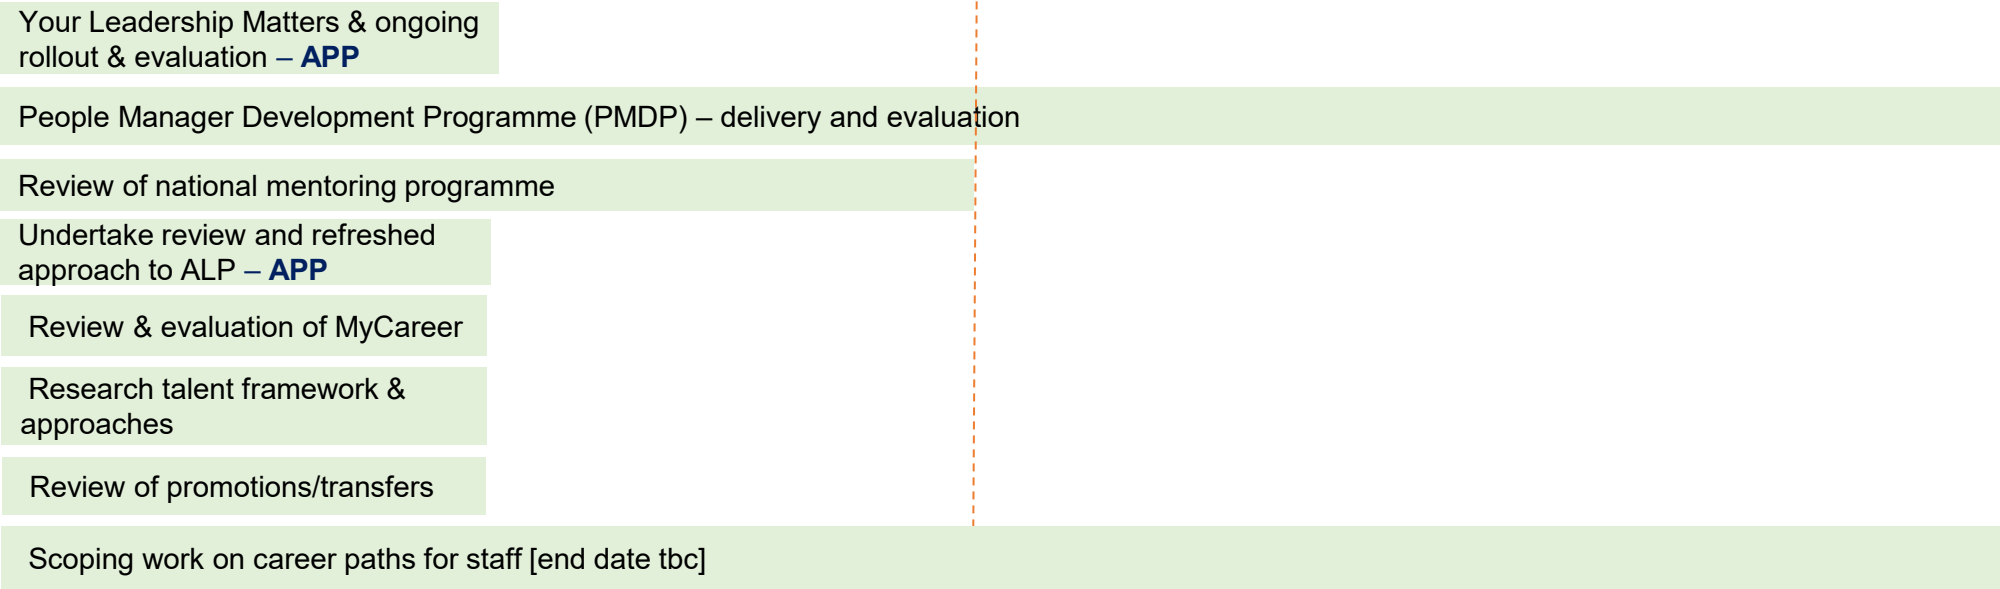 Your Leadership Matters & ongoing
rollout & evaluation – APP
People Manager Development Programme (PMDP) – delivery and evaluation
Review of national mentoring programme
Undertake review and refreshed
approach to ALP – APP
Review & evaluation of MyCareer
Research talent framework &
approaches
Review of promotions/transfers
Scoping work on career paths for staff [end date tbc]